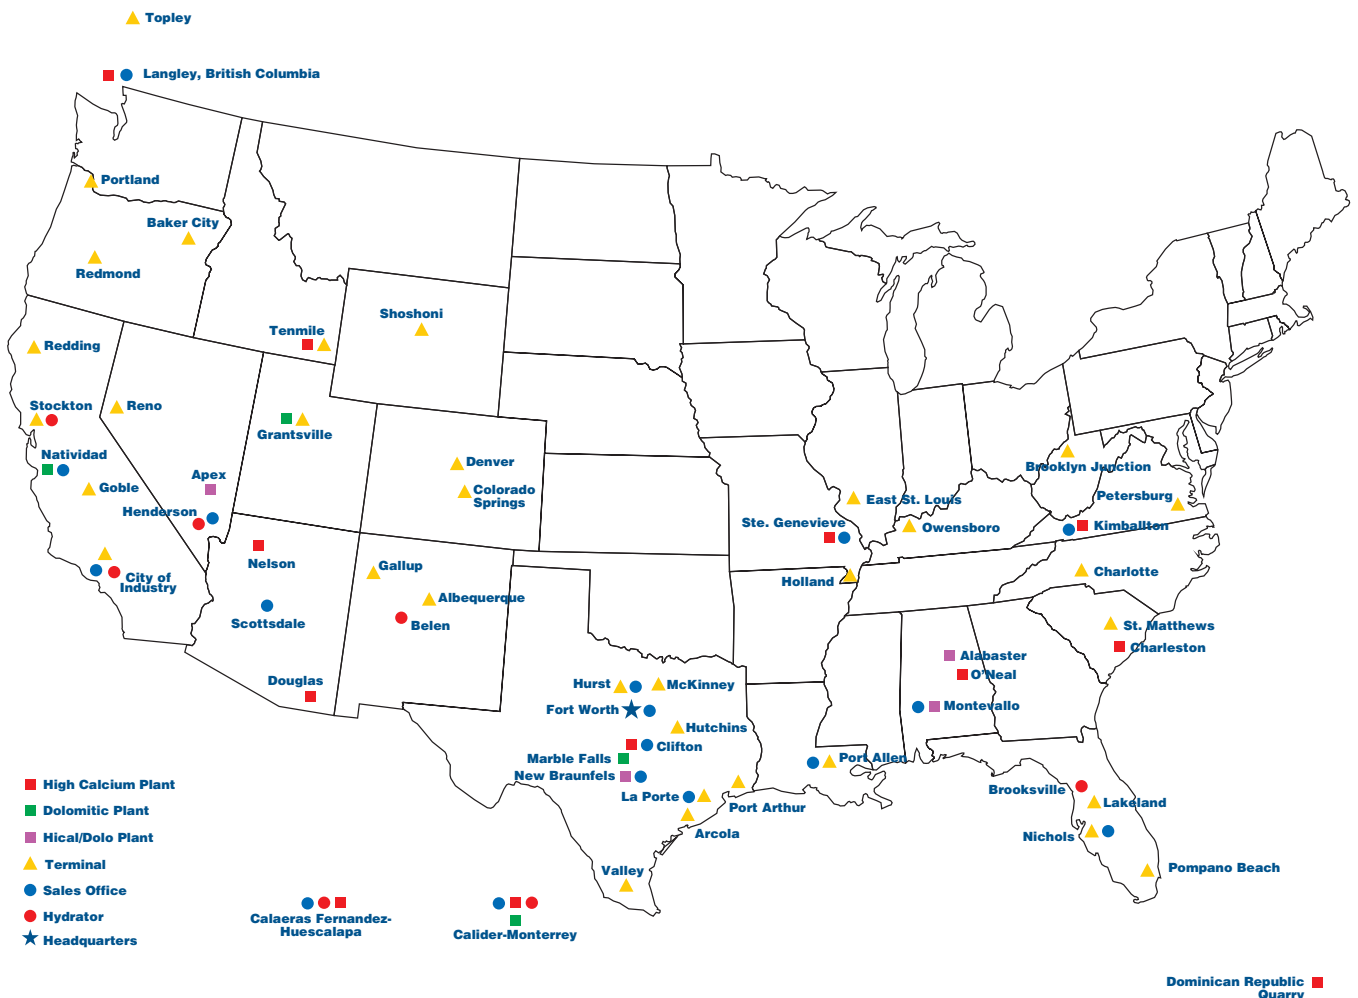 Topley
Langley, British Columbia
Portland
Baker City
Redmond
Shoshoni
Tenmile
Redding
Stockton
Reno
Grantsville
Natividad
Denver
Apex
Goble
Colorado
Springs
Henderson
Brooklyn Junction
East St. Louis
Petersburg
Ste. Genevieve
Owensboro
Kimballton
Nelson
City of
Industry
Gallup
Holland
Charlotte
Albequerque
Scottsdale
Belen
St. Matthews
Charleston
Alabaster
O'Neal
Douglas
Hurst
McKinney
Fort Worth
Montevallo
Hutchins
Clifton
Marble Falls
Port Allen
New Braunfels
La Porte
Port Arthur
Arcola
Brooksville
Lakeland
Nichols
Valley
Pompano Beach
High Calcium Plant
Dolomitic Plant
Hical/Dolo Plant
Terminal
Sales Office
Hydrator
Headquarters
Calaeras Fernandez-
Huescalapa
Calider-Monterrey
Dominican Republic
Quarry